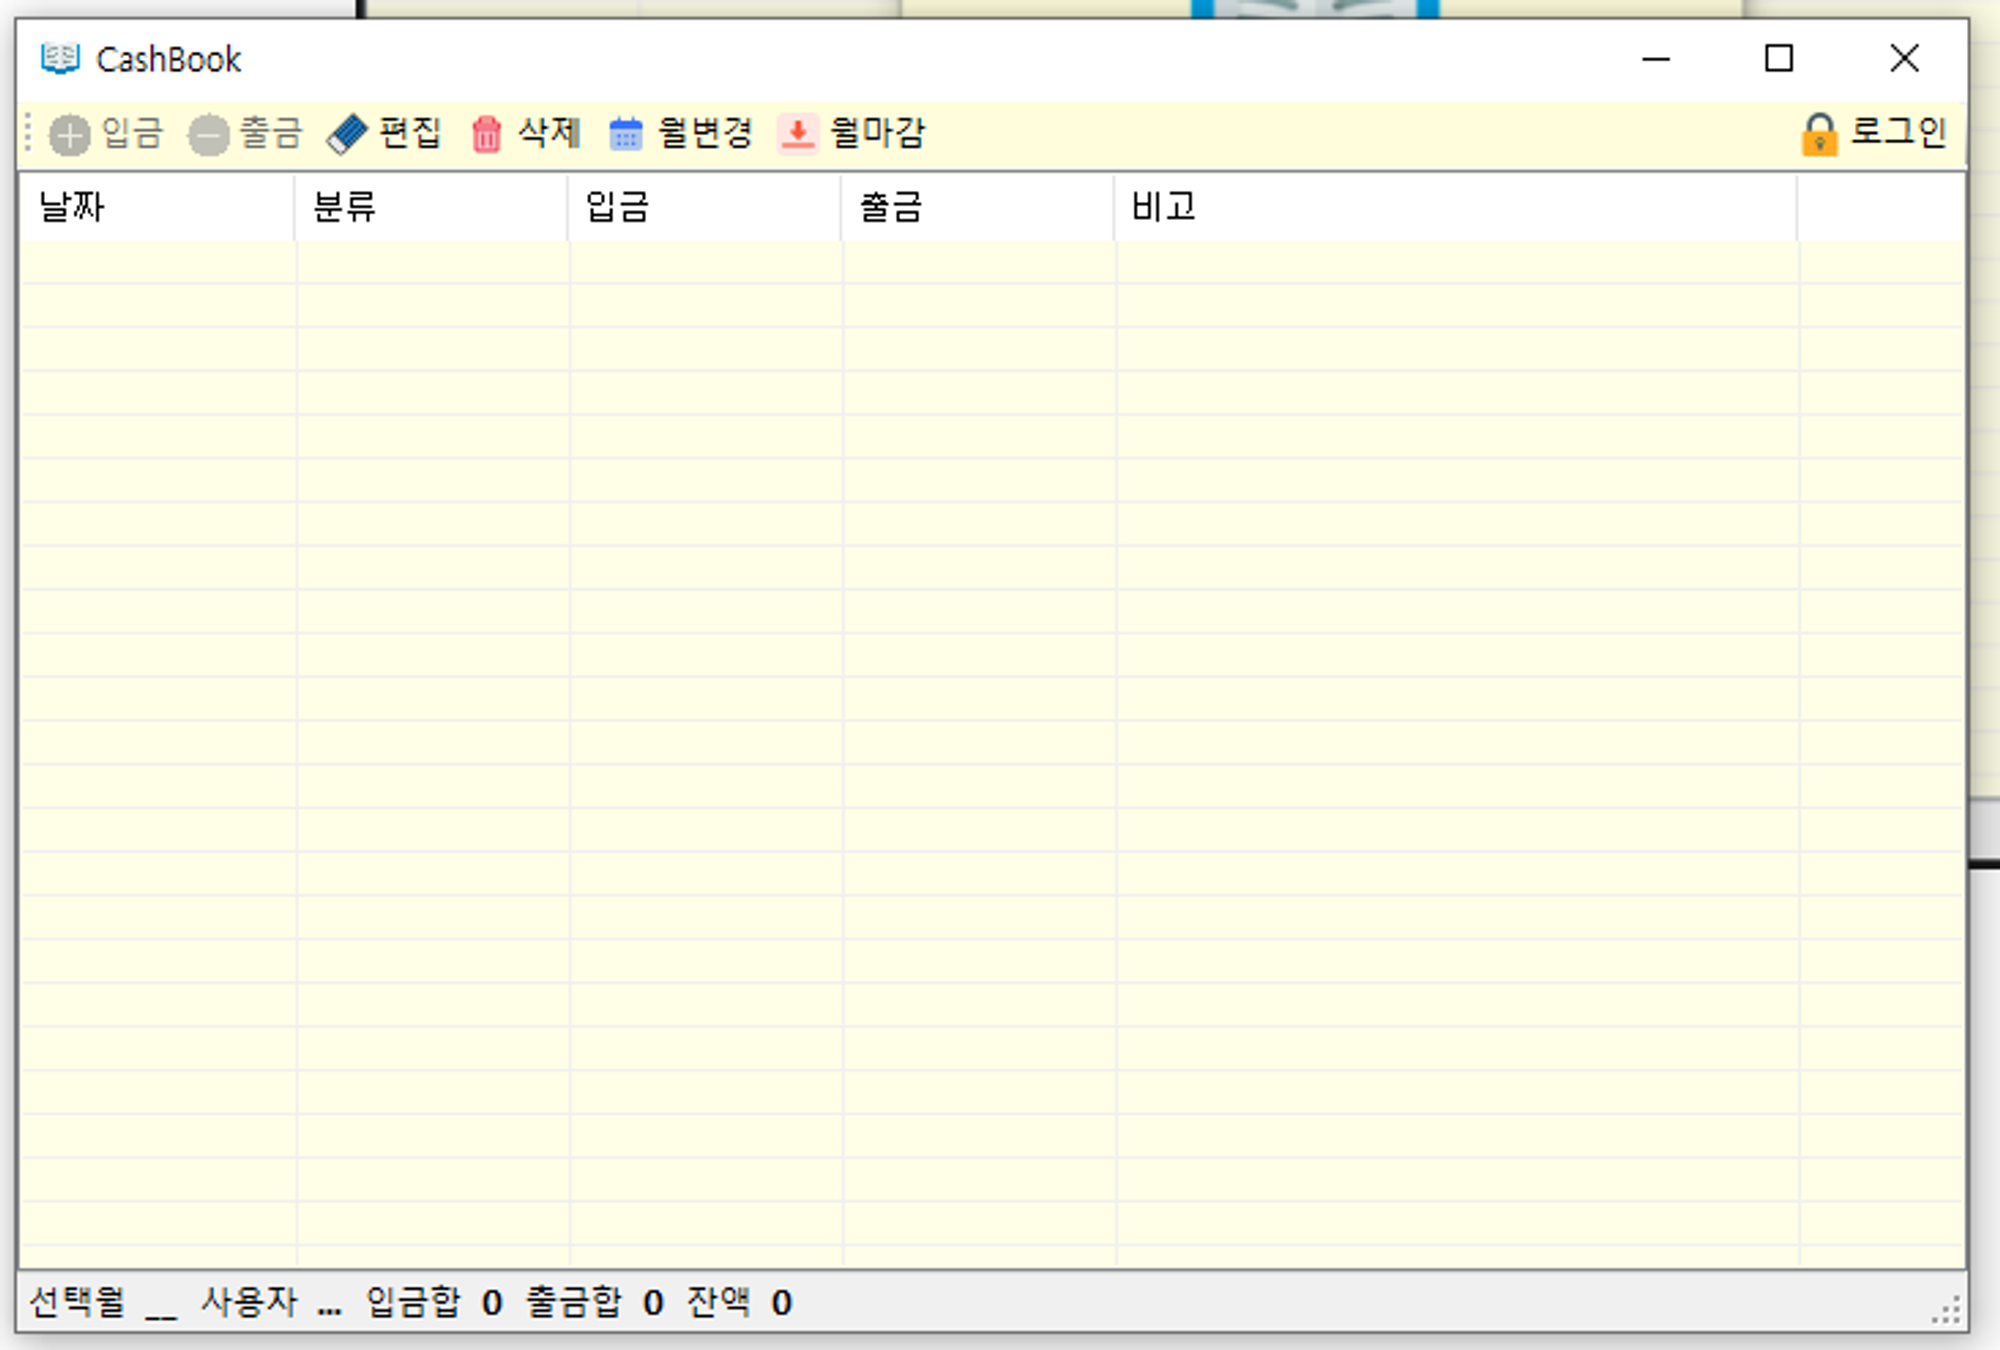 CashBook
입금 출금 편집 삭제 월변경 월마감 로그인
날짜 분류 입금 출금 비고
선택월 __ 사용자 ... 입금합 0 출금합 0 잔액 0